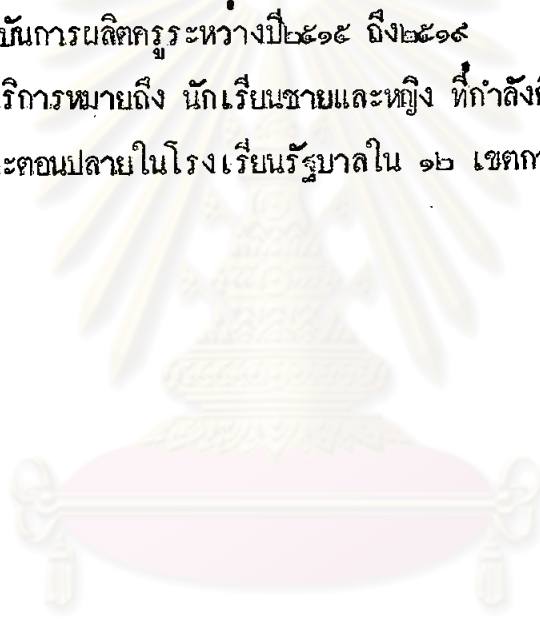 บันการผลิตครูระหว่างปี๒๕๑๕ ถึง๒๕๑๙
ริการหมายถึง นักเรียนชายและหญิง ที่กำลัง
ะตอนปลายในโรงเรียนรัฐบาลใน ๑๒ เขตกา